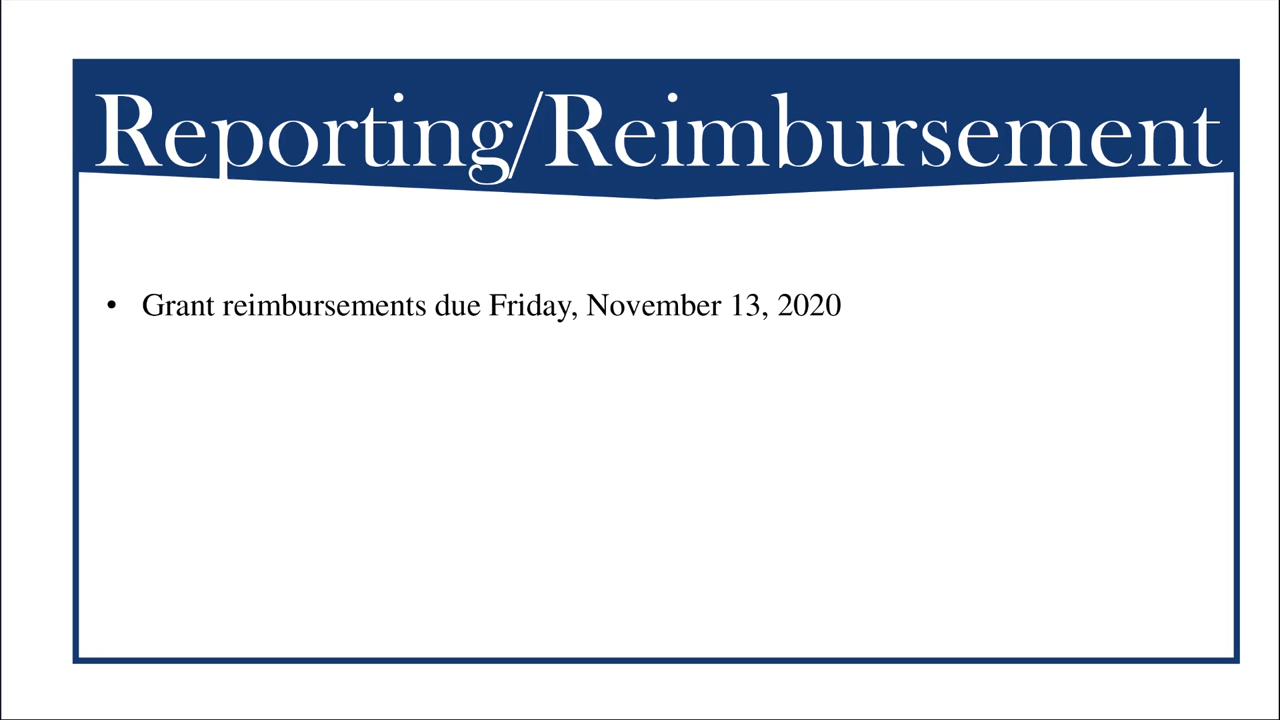 Reporting/Reimbursement
• Grant reimbursements due Friday, November 13, 2020